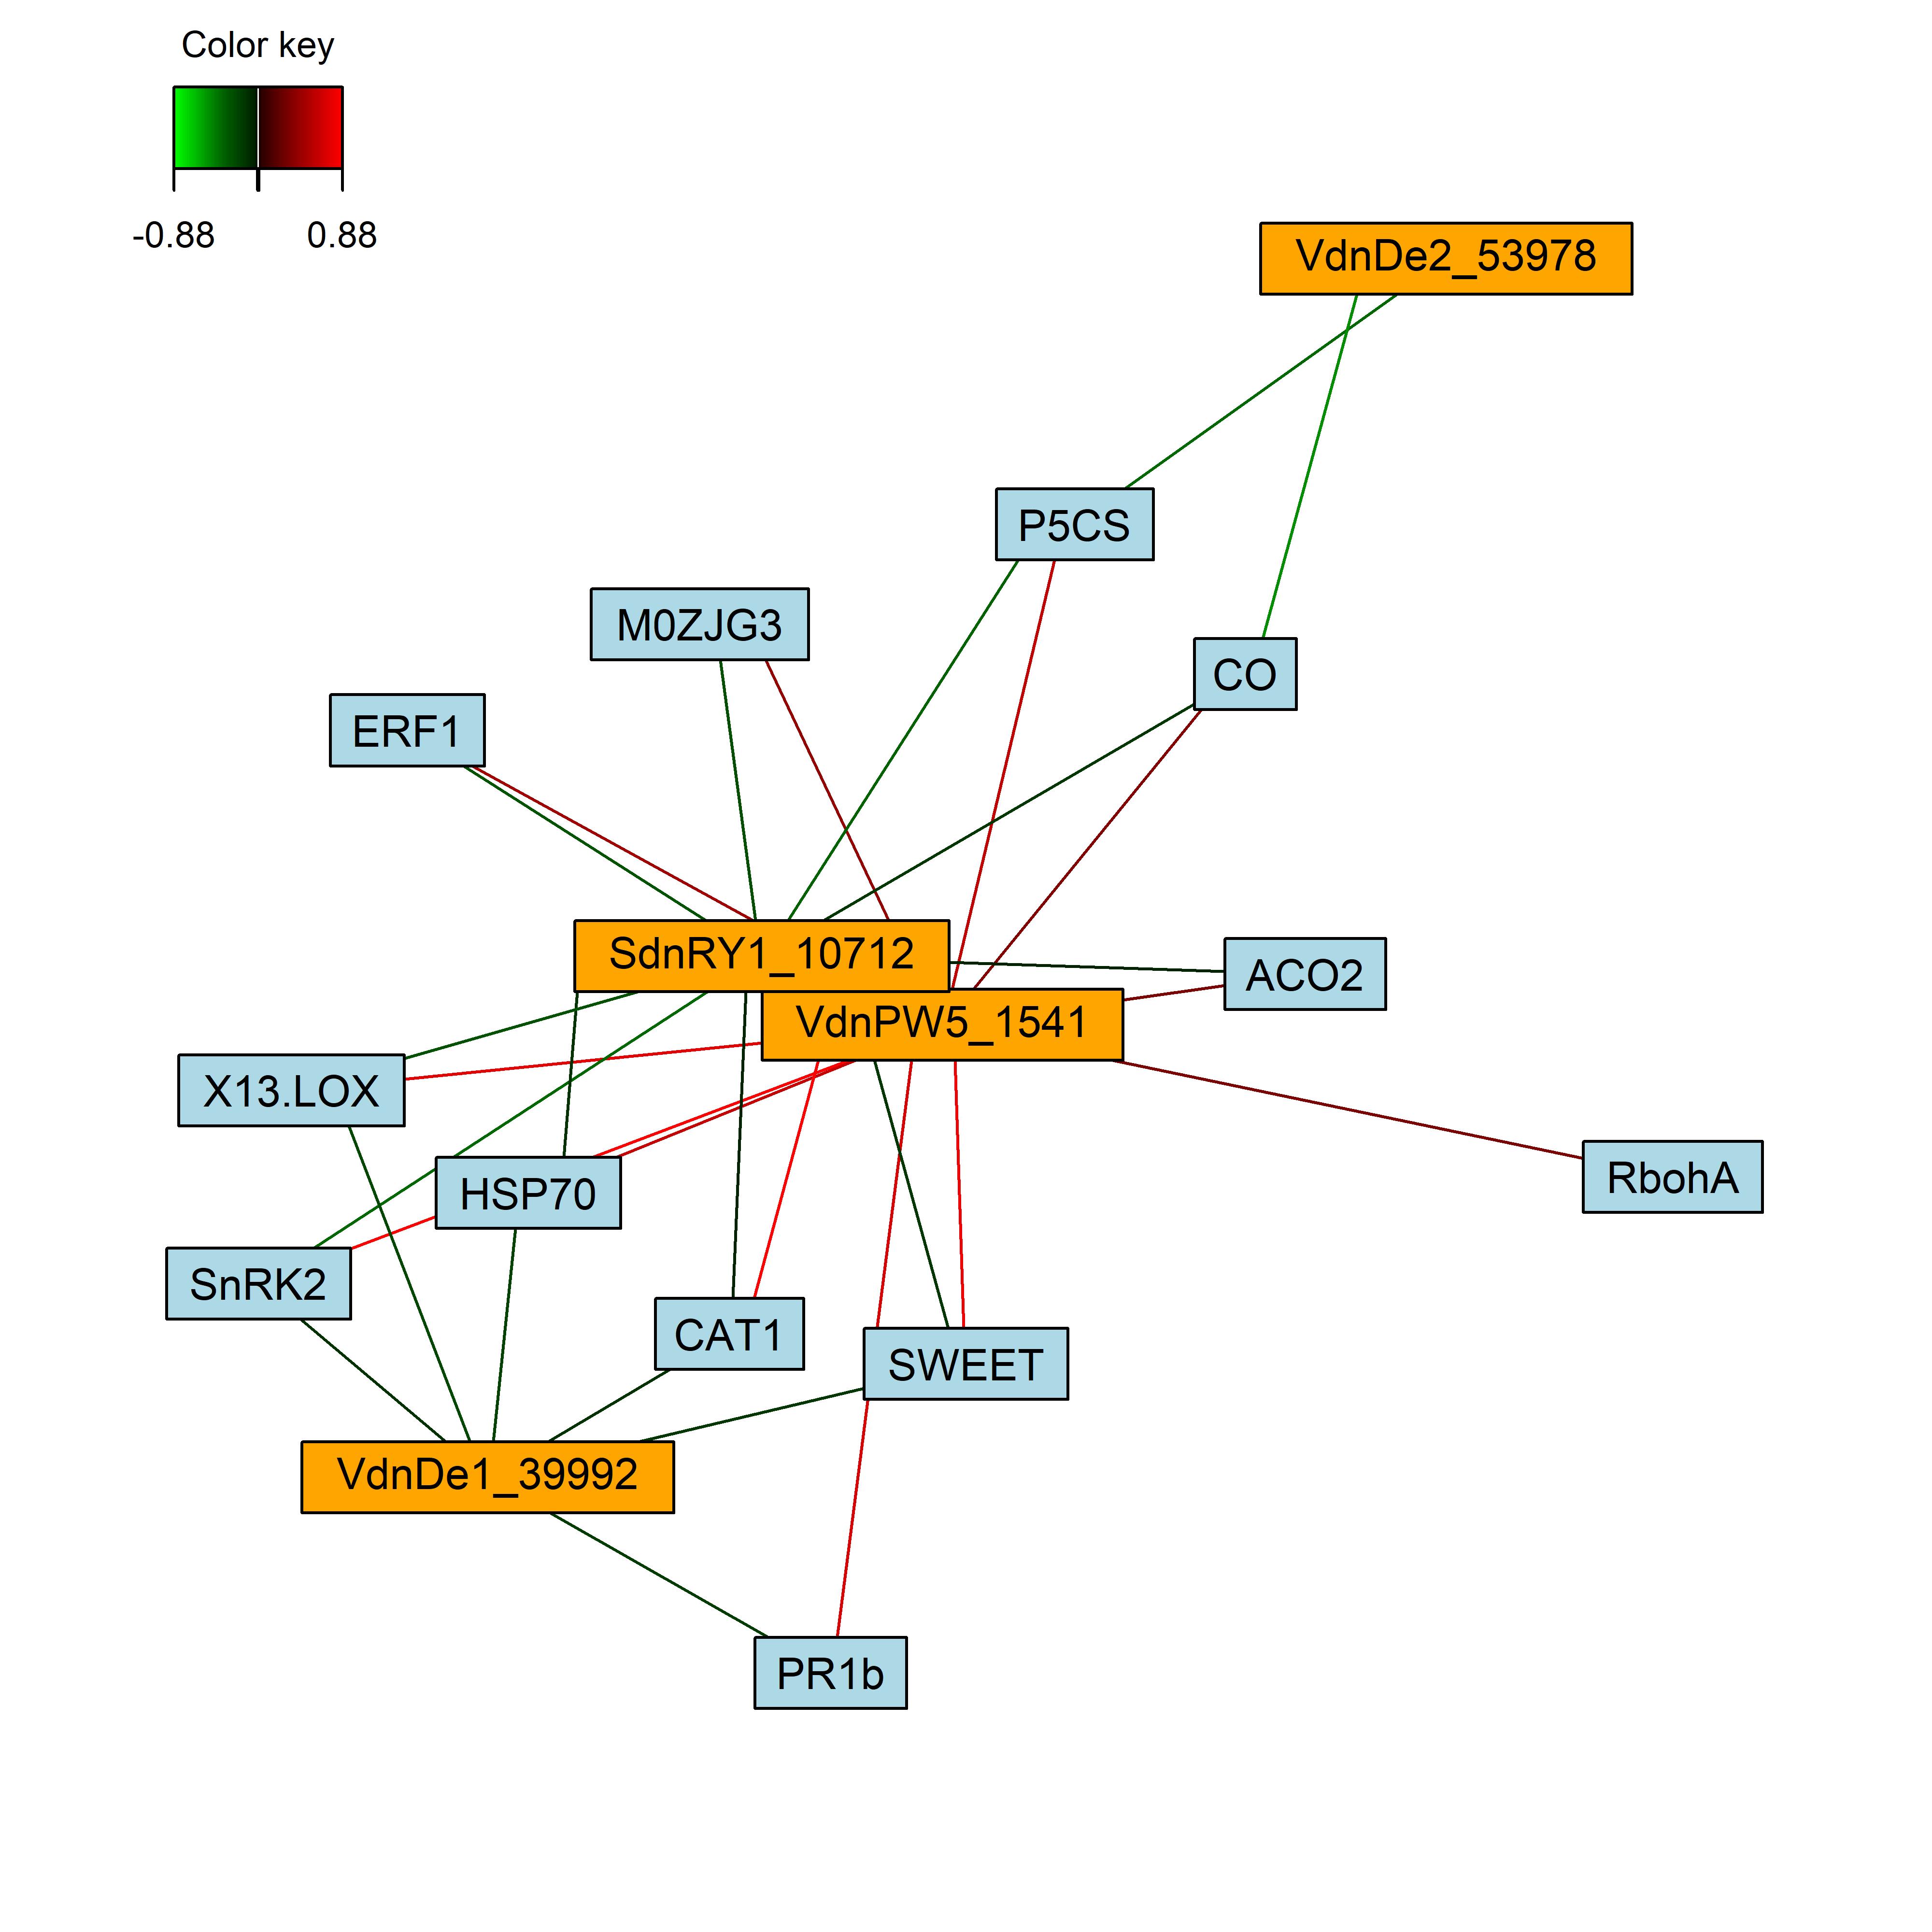 Color key
-0.88 0.88
VdnDe2_53978
P5CS
M0ZJG3
CO
ERF1
SdnRY1_10712
ACO2
VdnPW5_1541
X13.LOX
RbohA
HSP70
SnRK2
CAT1
SWEET
VdnDe1_39992
PR1b